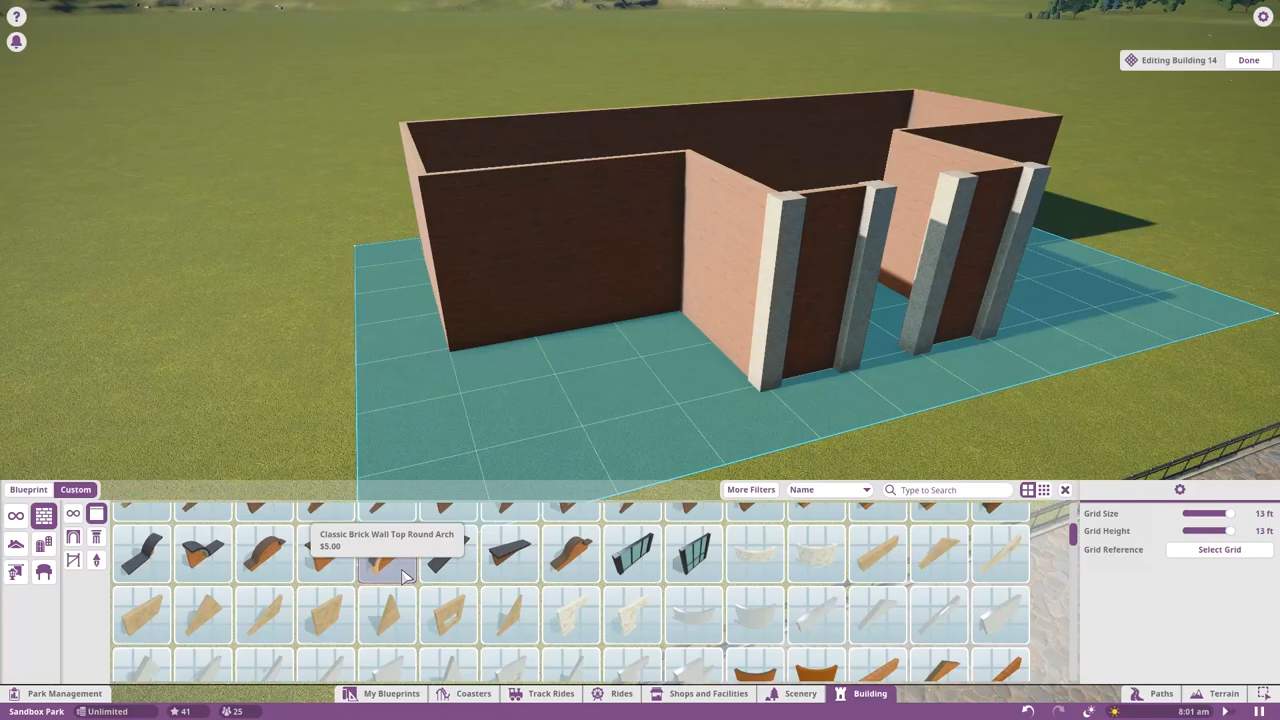 ?
Editing Building 14
Done
Blueprint
Custom
More Filters
Name
Type to Search
Classic Brick Wall Top Round Arch
$5.00
Grid Size
13 ft
Grid Height
13 ft
Grid Reference
Select Grid
Park Management
My Blueprints
Coasters
Track Rides
Rides
Shops and Facilities
Scenery
Building
Paths
Terrain
Sandbox Park
Unlimited
41
25
8:01 am